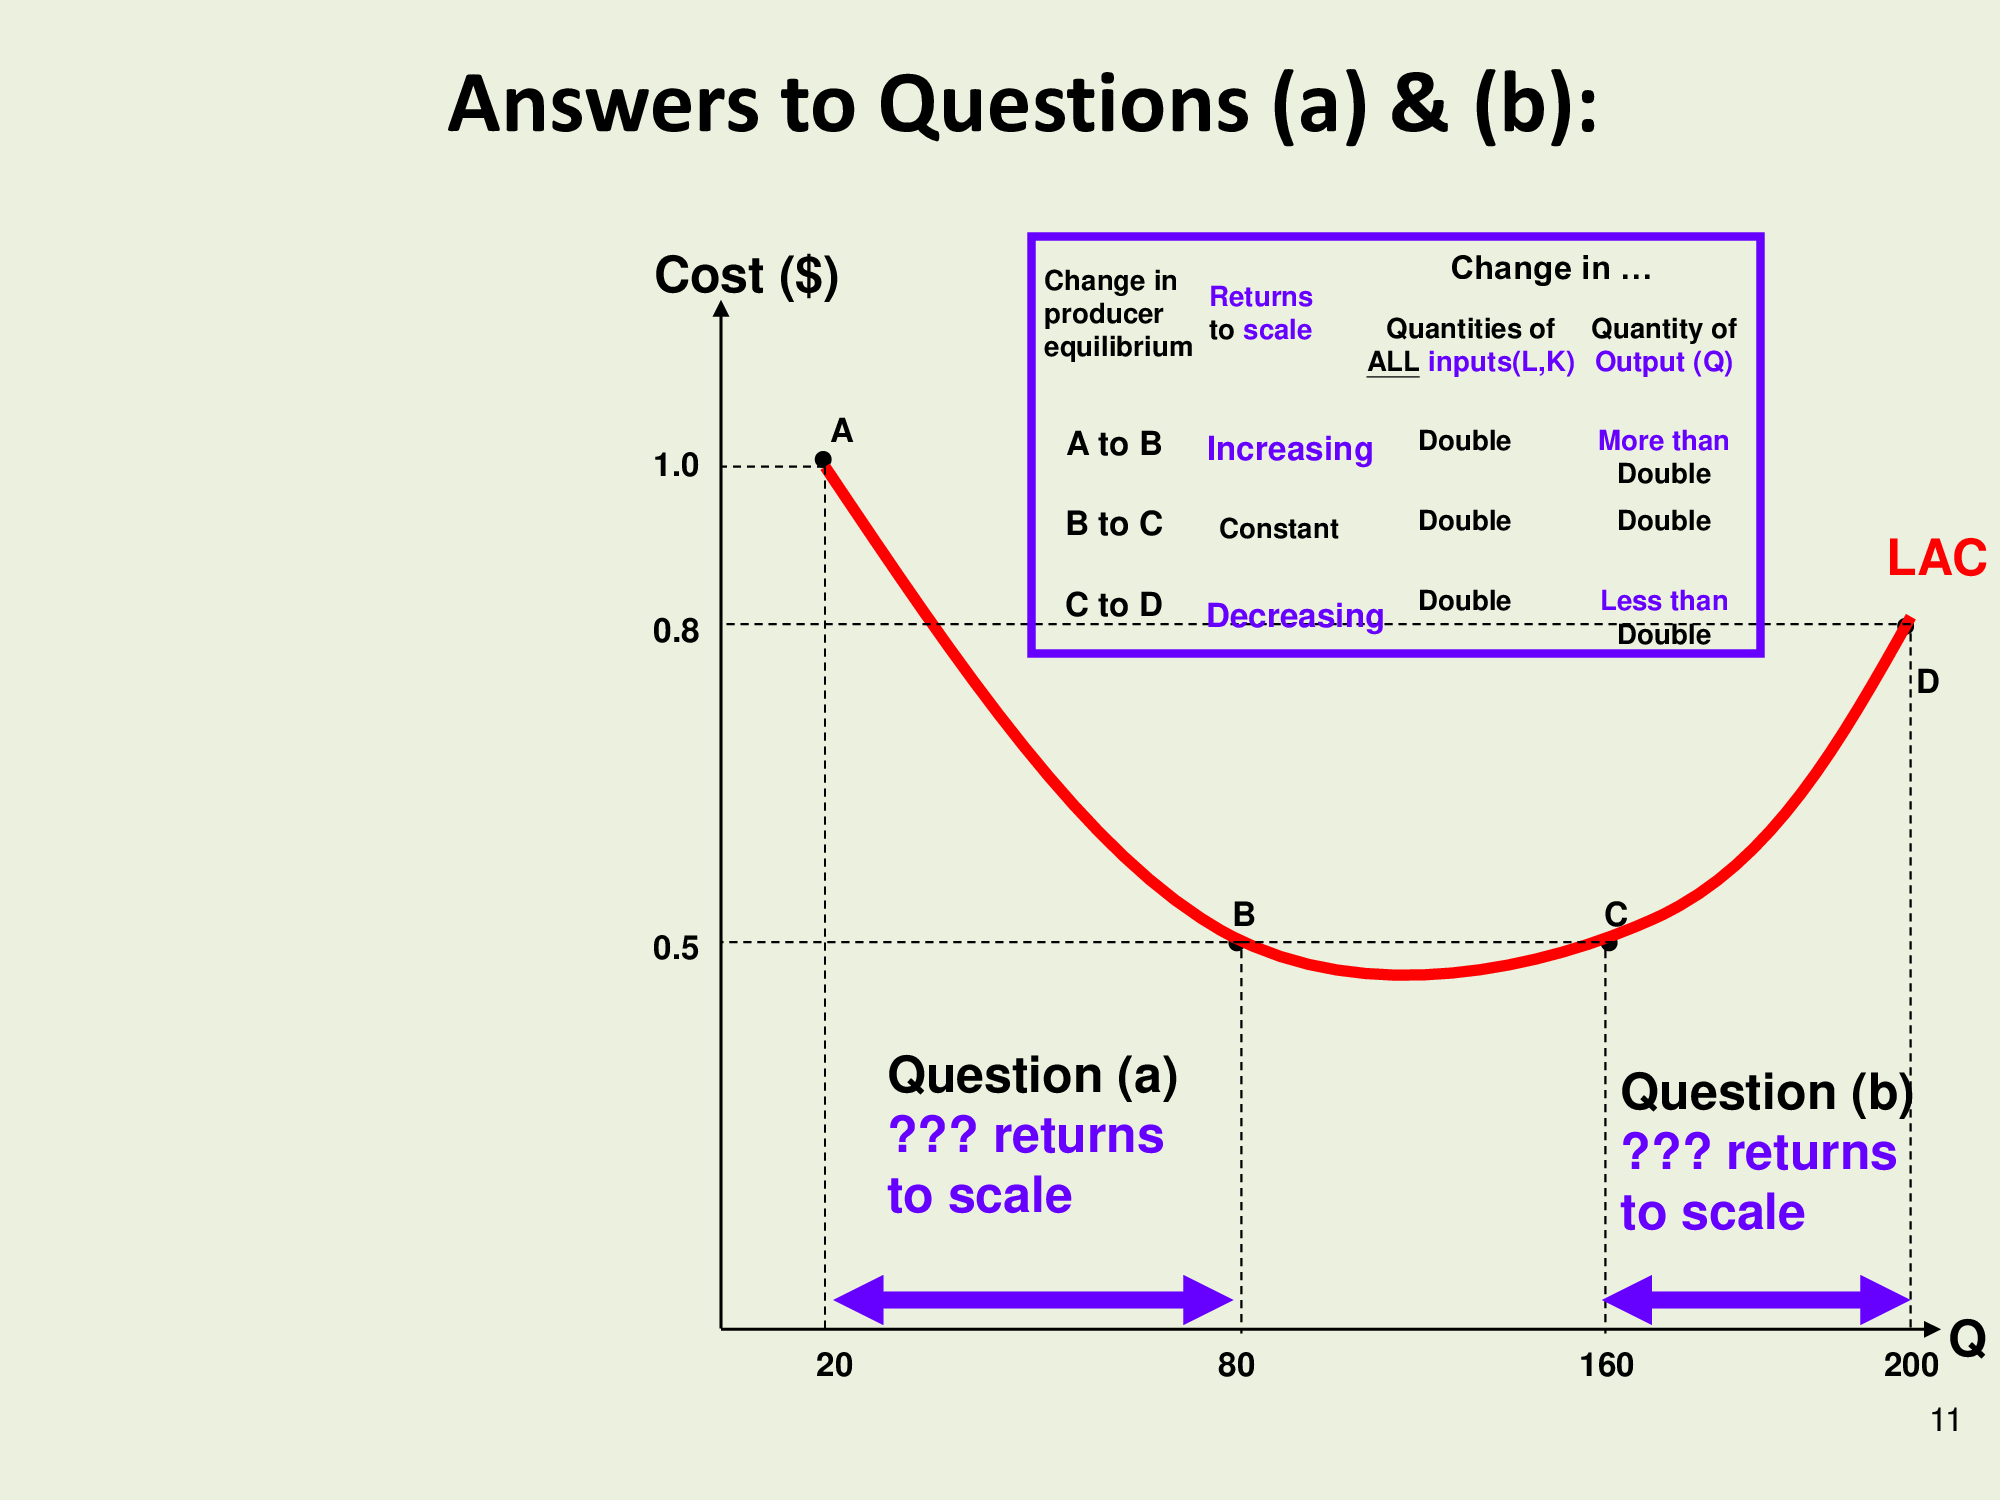 Answers to Questions (a) & (b):
Cost ($)
Change in
producer
equilibrium
Returns
to scale
Change in …
Quantities of
ALL inputs(L,K)
Quantity of
Output (Q)
A to B
Increasing
Double
More than
Double
B to C
Constant
Double
Double
C to D
Decreasing
Double
Less than
Double
A
1.0
LAC
0.8
D
B
C
0.5
Question (a)
??? returns
to scale
Question (b)
??? returns
to scale
Q
20
80
160
200
11